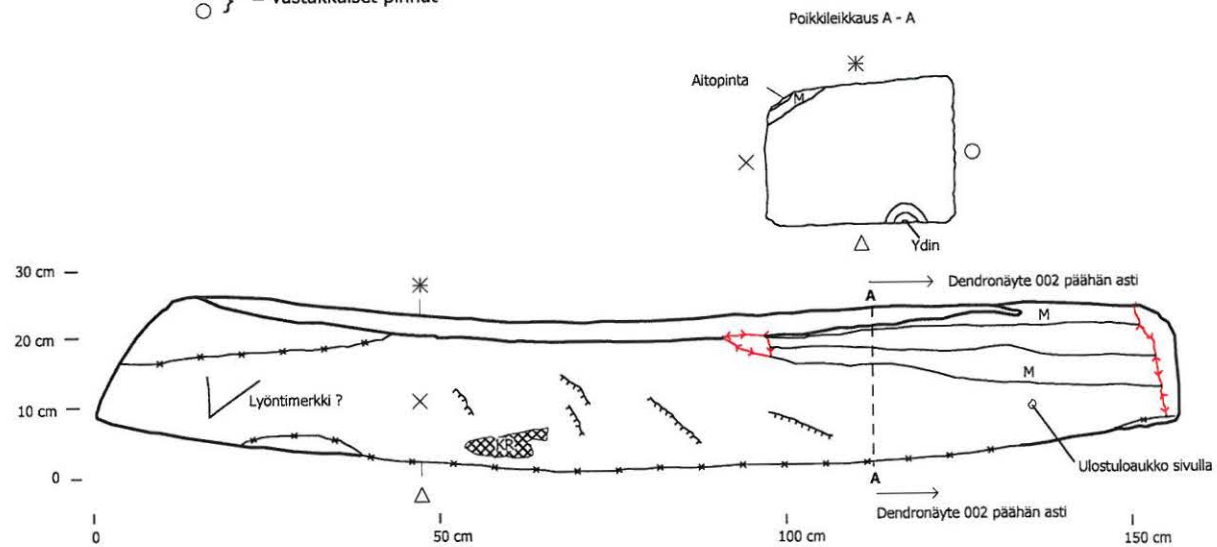 ○ } = vastakkaiset pinnat
Poikkileikkaus A - A
Aitopinta
M
Ydin
30 cm
20 cm
10 cm
0
A
Dendronäyte 002 päähän asti
M
M
Lyöntimerkki ?
KR
Ulostuloaukko sivulla
A
Dendronäyte 002 päähän asti
0
50 cm
100 cm
150 cm